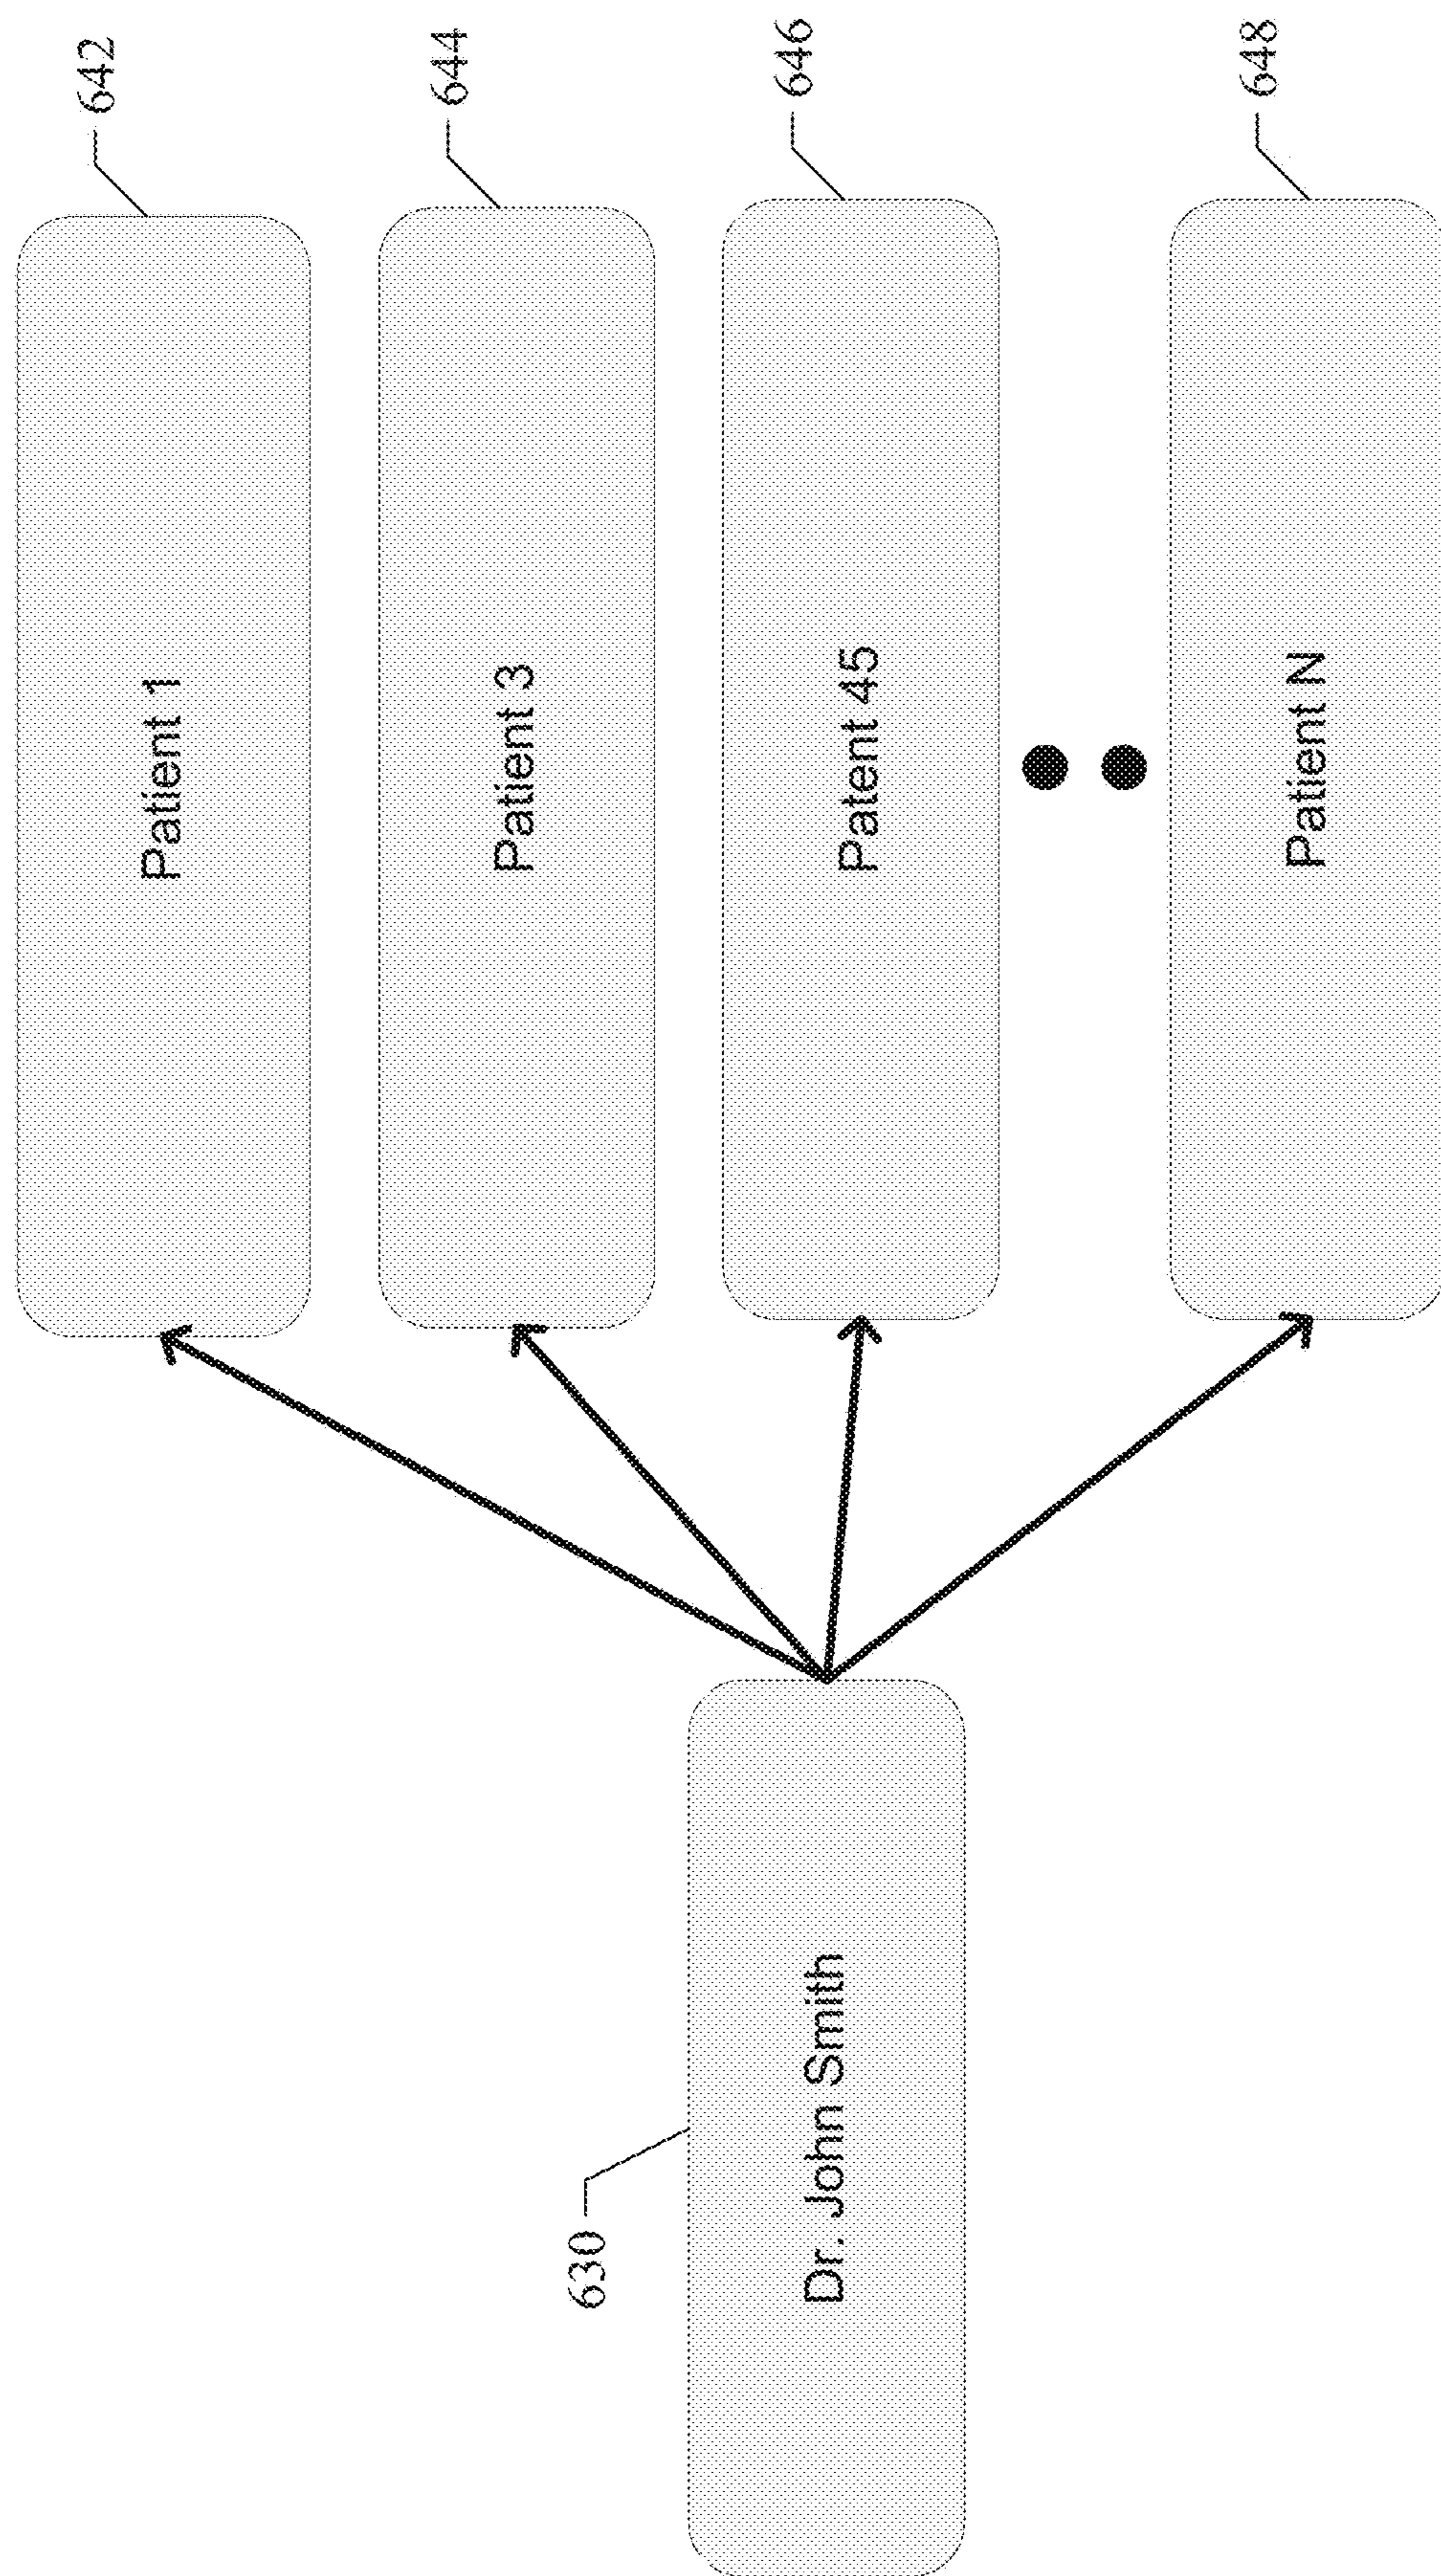 642
Patient 1
644
Patient 3
646
Patent 45
648
Patient N
630
Dr. John Smith